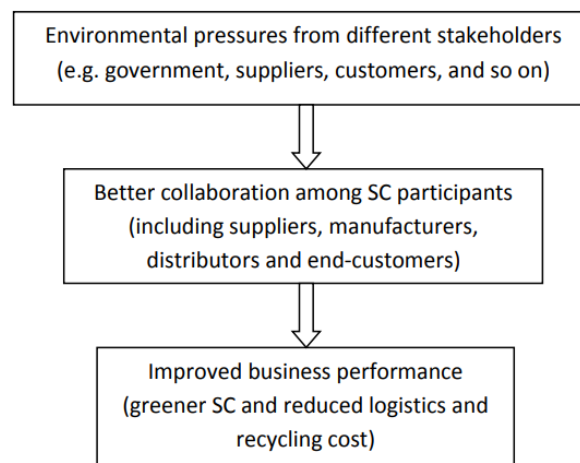 Environmental pressures from different stakeholders
(e.g. government, suppliers, customers, and so on)
Better collaboration among SC participants
(including suppliers, manufacturers,
distributors and end-customers)
Improved business performance
(greener SC and reduced logistics and
recycling cost)